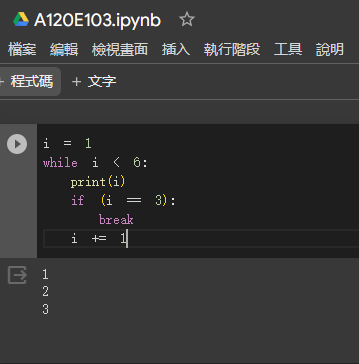 A120E103.ipynb
檔案 編輯 檢視畫面 插入 執行階段 工具 說明
+ 程式碼 + 文字
i = 1
while i < 6:
    print(i)
    if (i == 3):
        break
    i += 1
1
2
3